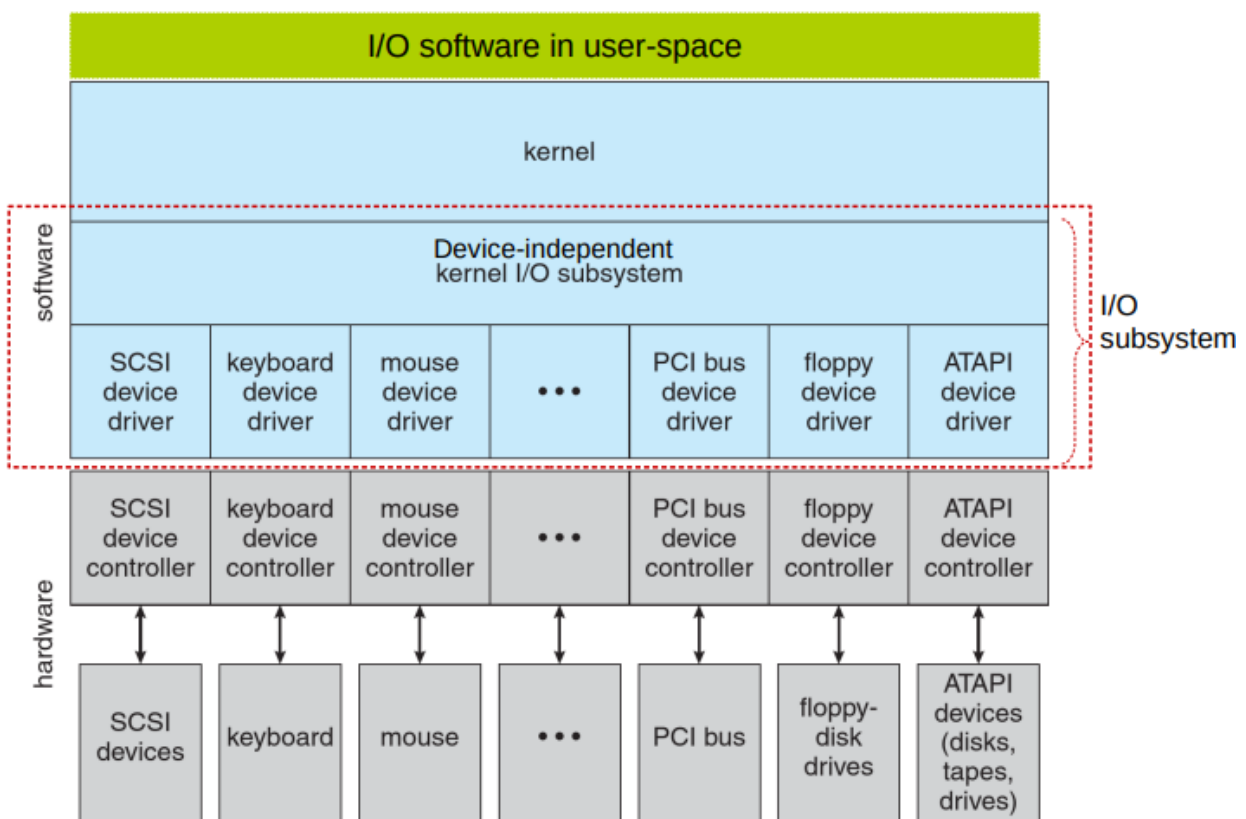 I/O software in user-space
kernel
software
Device-independent
kernel I/O subsystem
I/O
subsystem
SCSI
device
driver
keyboard
device
driver
mouse
device
driver
•••
PCI bus
device
driver
floppy
device
driver
ATAPI
device
driver
hardware
SCSI
device
controller
keyboard
device
controller
mouse
device
controller
•••
PCI bus
device
controller
floppy
device
controller
ATAPI
device
controller
SCSI
devices
keyboard
mouse
•••
PCI bus
floppy-
disk
drives
ATAPI
devices
(disks,
tapes,
drives)